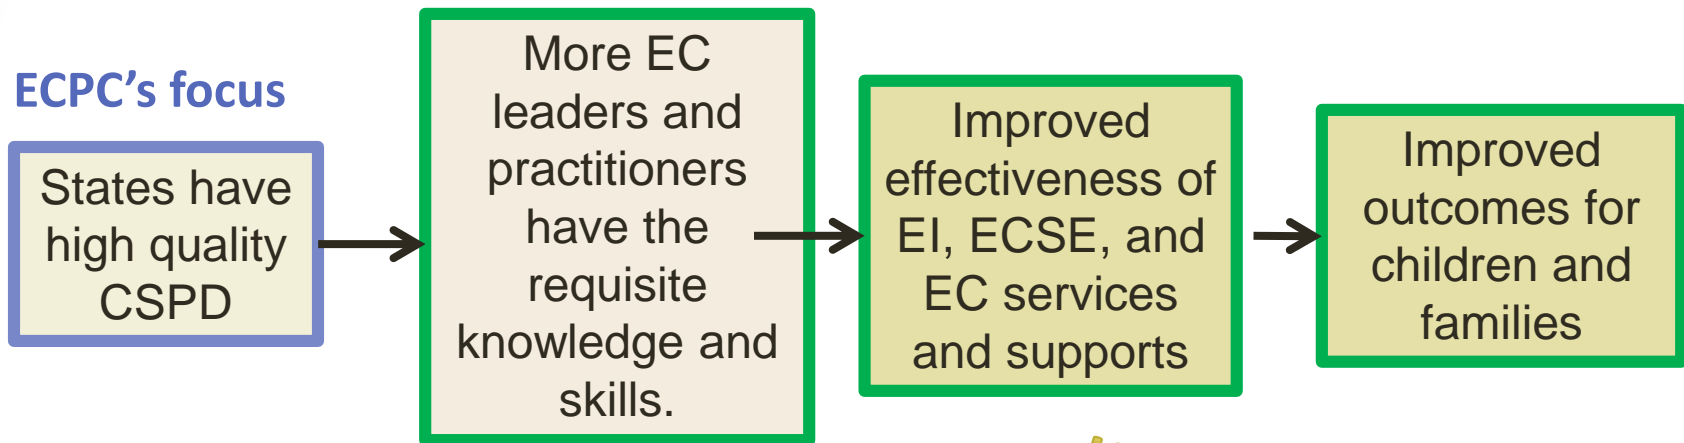 ECPC’s focus
States have
high quality
CSPD
More EC
leaders and
practitioners
have the
requisite
knowledge and
skills.
Improved
effectiveness of
EI, ECSE, and
EC services
and supports
Improved
outcomes for
children and
families